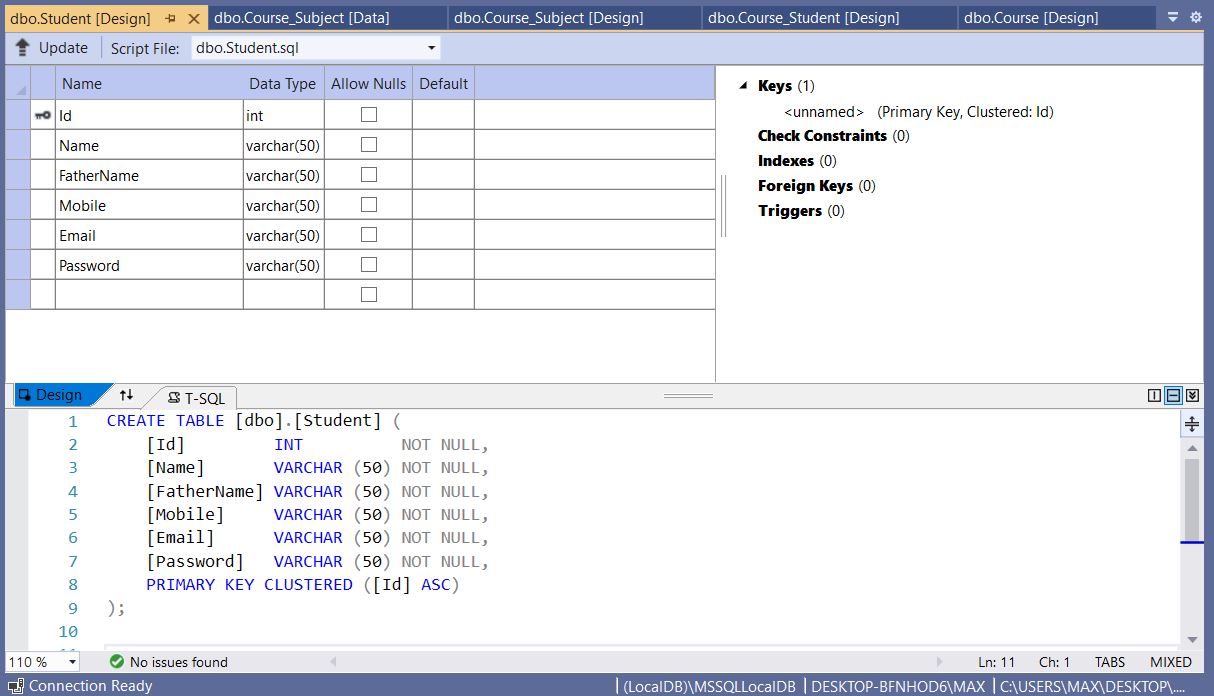 dbo.Student [Design] dbo.Course_Subject [Data] dbo.Course_Subject [Design] dbo.Course_Student [Design] dbo.Course [Design]
Update Script File: dbo.Student.sql
Name Data Type Allow Nulls Default
Id int
Name varchar(50)
FatherName varchar(50)
Mobile varchar(50)
Email varchar(50)
Password varchar(50)
Keys (1)
<unnamed> (Primary Key, Clustered: Id)
Check Constraints (0)
Indexes (0)
Foreign Keys (0)
Triggers (0)
Design T-SQL
1 CREATE TABLE [dbo].[Student] (
2 [Id] INT NOT NULL,
3 [Name] VARCHAR (50) NOT NULL,
4 [FatherName] VARCHAR (50) NOT NULL,
5 [Mobile] VARCHAR (50) NOT NULL,
6 [Email] VARCHAR (50) NOT NULL,
7 [Password] VARCHAR (50) NOT NULL,
8 PRIMARY KEY CLUSTERED ([Id] ASC)
9 );
10
110 % No issues found Ln: 11 Ch: 1 TABS MIXED
Connection Ready (LocalDB)\MSSQLLocalDB DESKTOP-BFNHOD6\MAX C:\USERS\MAX\DESKTOP\....